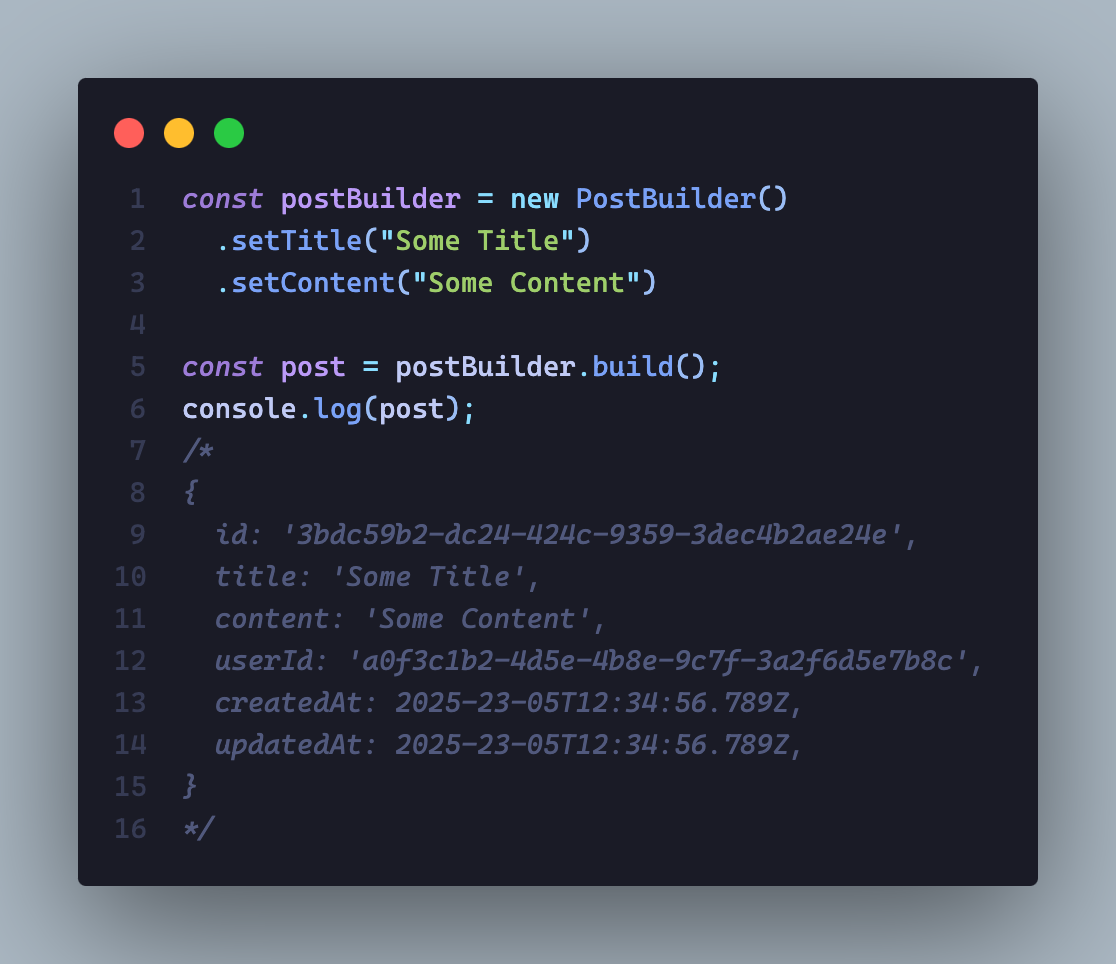 1 const postBuilder = new PostBuilder()
2   .setTitle("Some Title")
3   .setContent("Some Content")
4
5 const post = postBuilder.build();
6 console.log(post);
7 /*
8 {
9   id: '3bdc59b2-dc24-424c-9359-3dec4b2ae24e',
10   title: 'Some Title',
11   content: 'Some Content',
12   userId: 'a0f3c1b2-4d5e-4b8e-9c7f-3a2f6d5e7b8c',
13   createdAt: 2025-23-05T12:34:56.789Z,
14   updatedAt: 2025-23-05T12:34:56.789Z,
15 }
16 */